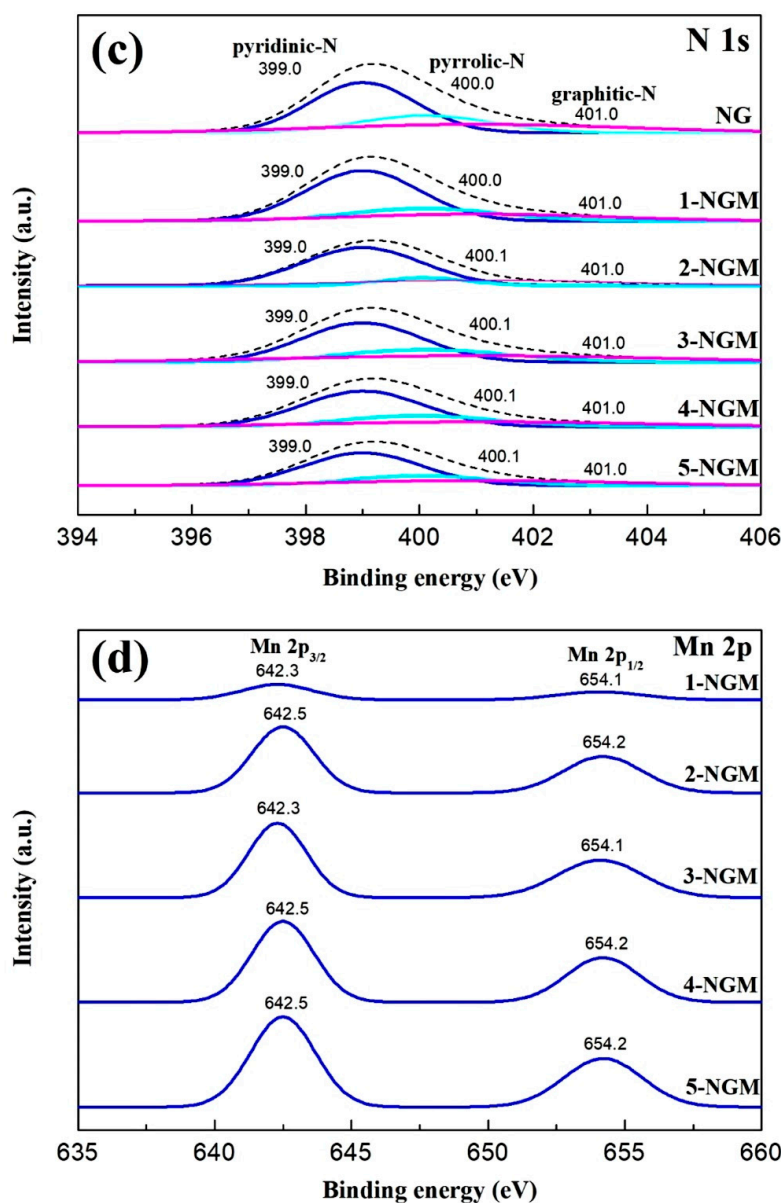 (c)
N 1s
pyridinic-N
399.0
pyrrolic-N
400.0
graphitic-N
401.0
NG
399.0
400.0
401.0
1-NGM
399.0
400.1
401.0
2-NGM
399.0
400.1
401.0
3-NGM
399.0
400.1
401.0
4-NGM
399.0
400.1
401.0
5-NGM
Intensity (a.u.)
394 396 398 400 402 404 406
Binding energy (eV)
(d)
Mn 2p
Mn 2p3/2
642.3
Mn 2p1/2
654.1
1-NGM
642.5
654.2
2-NGM
642.3
654.1
3-NGM
642.5
654.2
4-NGM
642.5
654.2
5-NGM
Intensity (a.u.)
635 640 645 650 655 660
Binding energy (eV)